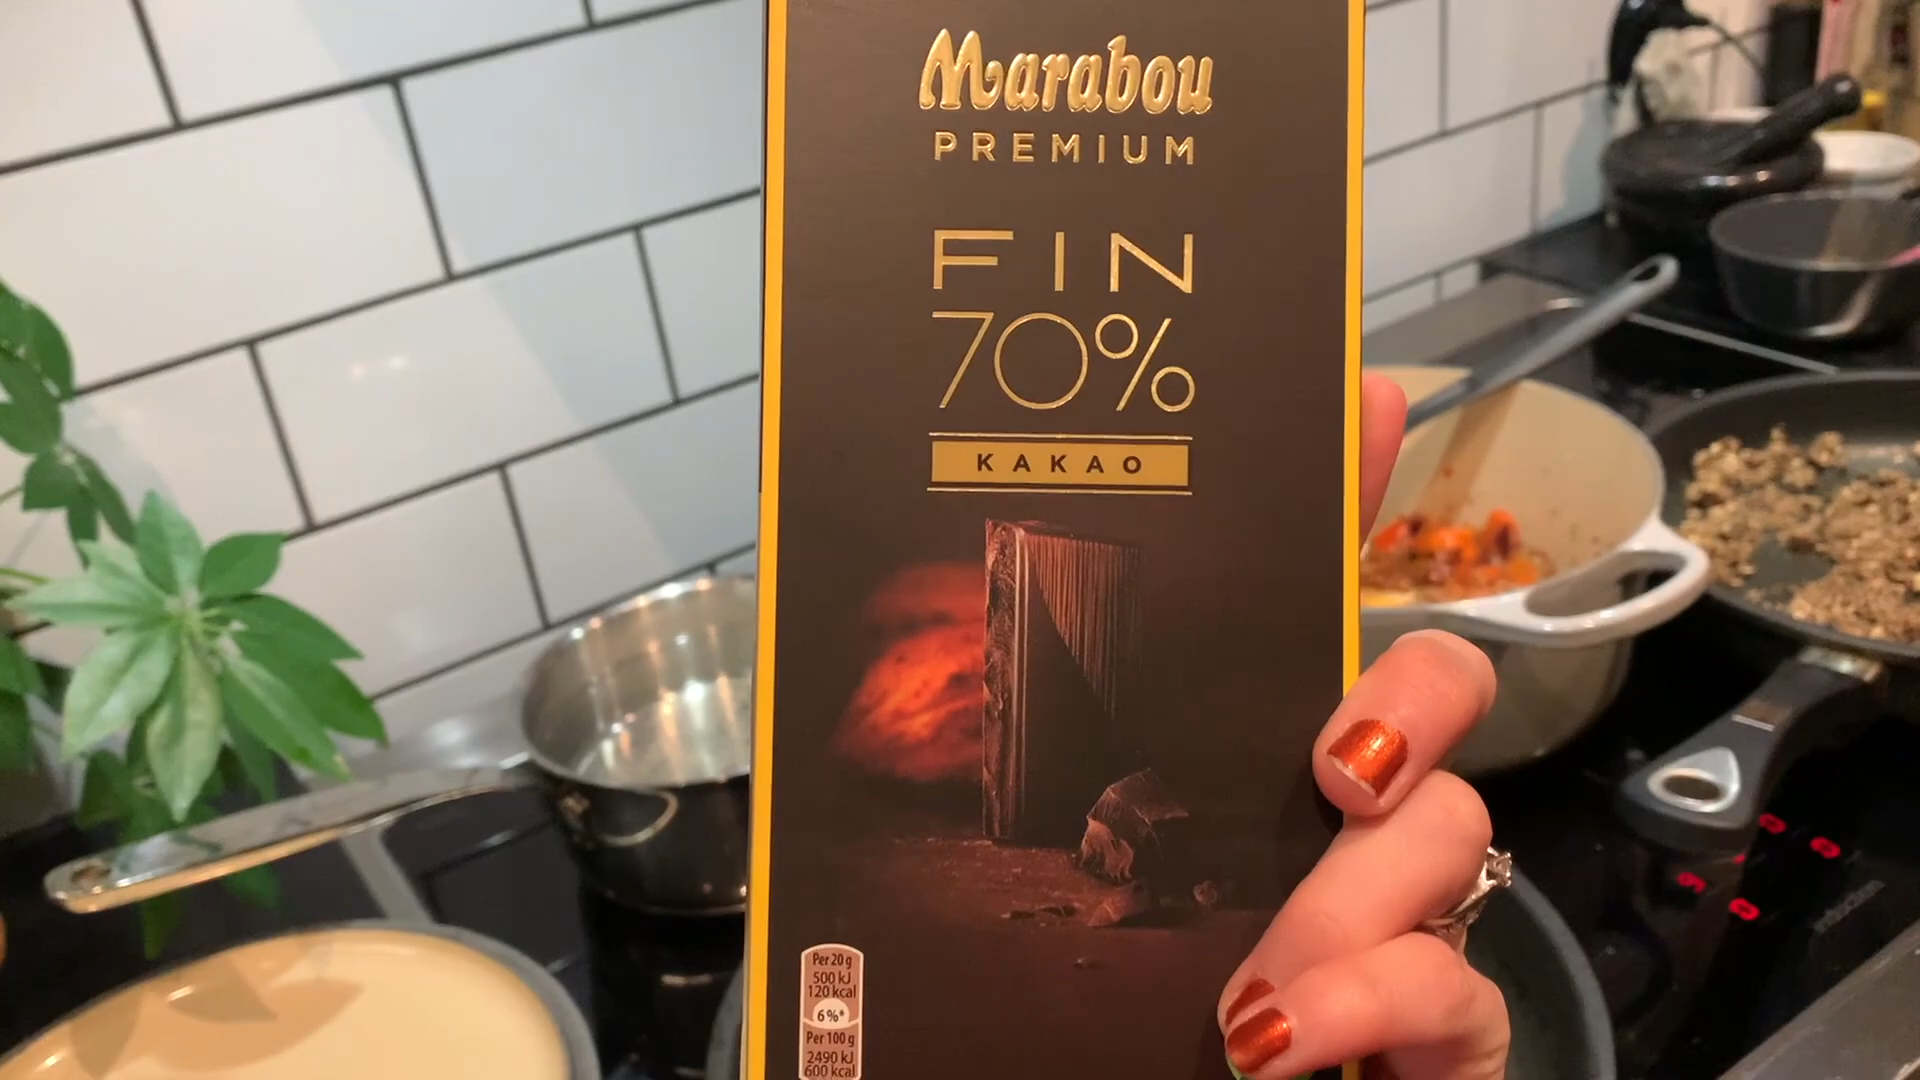 Marabou
PREMIUM
FIN
70%
KAKAO
Per 20 g
500 kJ
120 kcal
6%*
Per 100 g
2490 kJ
600 kcal